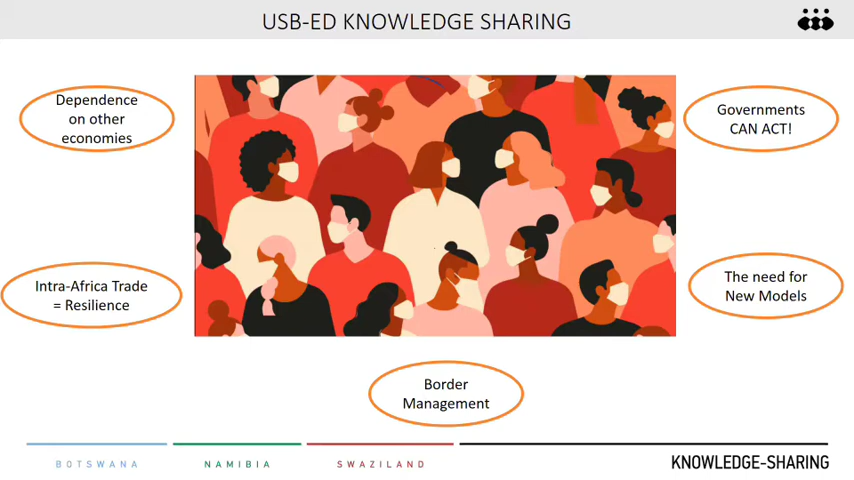 USB-ED KNOWLEDGE SHARING
Dependence
on other
economies
Governments
CAN ACT!
Intra-Africa Trade
= Resilience
The need for
New Models
Border
Management
BOTSWANA
NAMIBIA
SWAZILAND
KNOWLEDGE-SHARING